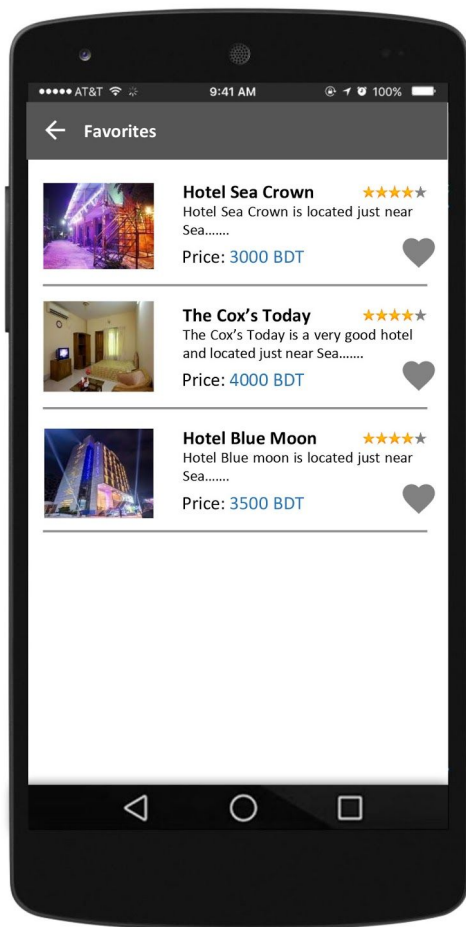 AT&T 9:41 AM 100%
Favorites
Hotel Sea Crown
Hotel Sea Crown is located just near
Sea.......
Price: 3000 BDT
The Cox’s Today
The Cox’s Today is a very good hotel
and located just near Sea.......
Price: 4000 BDT
Hotel Blue Moon
Hotel Blue moon is located just near
Sea.......
Price: 3500 BDT